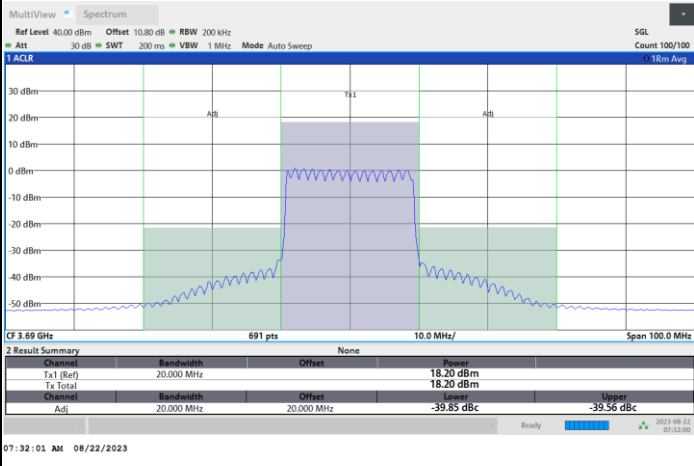 MultiView Spectrum
Ref Level 40.00 dBm Offset 10.80 dB RBW 200 kHz SGL
Att 30 dB SWT 200 ms VBW 1 MHz Mode Auto Sweep Count 100/100
1 ACLR 1Rm Avg
30 dBm
Tx1
20 dBm
Adj Adj
10 dBm
0 dBm
-10 dBm
-20 dBm
-30 dBm
-40 dBm
-50 dBm
CF 3.69 GHz 691 pts 10.0 MHz/ Span 100.0 MHz
2 Result Summary None
Channel Bandwidth Offset Power
Tx1 (Ref) 20.000 MHz 18.20 dBm
Tx Total 18.20 dBm
Channel Bandwidth Offset Lower Upper
Adj 20.000 MHz 20.000 MHz -39.85 dBc -39.56 dBc
Ready 2023-08-22
07:32:00
07:32:01 AM 08/22/2023